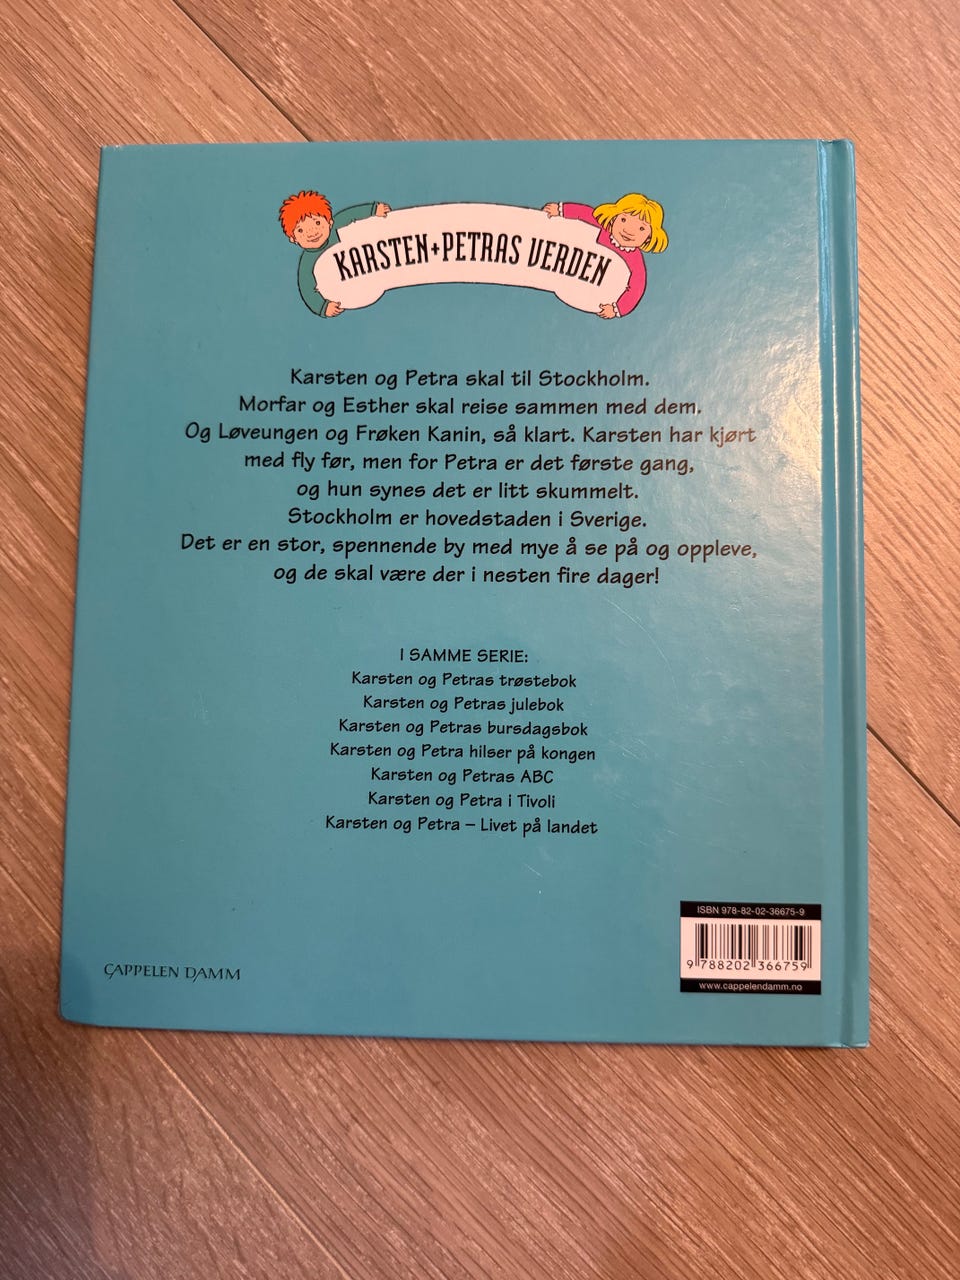 KARSTEN+PETRAS VERDEN
Karsten og Petra skal til Stockholm.
Morfar og Esther skal reise sammen med dem.
Og Løveungen og Frøken Kanin, så klart. Karsten har kjørt
med fly før, men for Petra er det første gang,
og hun synes det er litt skummelt.
Stockholm er hovedstaden i Sverige.
Det er en stor, spennende by med mye å se på og oppleve,
og de skal være der i nesten fire dager!
I SAMME SERIE:
Karsten og Petras trøstebok
Karsten og Petras julebok
Karsten og Petras bursdagsbok
Karsten og Petra hilser på kongen
Karsten og Petras ABC
Karsten og Petra i Tivoli
Karsten og Petra – Livet på landet
CAPPELEN DAMM
ISBN 978-82-02-36675-9
9 788202 366759
www.cappelendamm.no